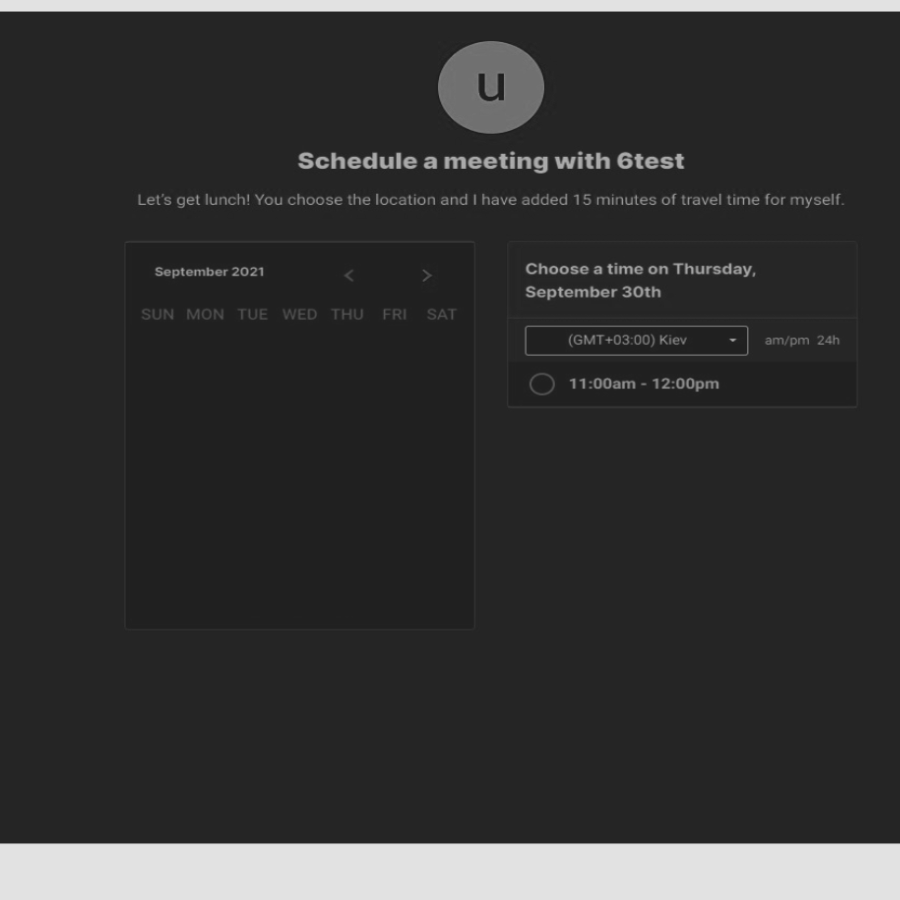 u
Schedule a meeting with 6test
Let's get lunch! You choose the location and I have added 15 minutes of travel time for myself.
September 2021 < >
SUN MON TUE WED THU FRI SAT
Choose a time on Thursday,
September 30th
(GMT+03:00) Kiev am/pm 24h
11:00am - 12:00pm